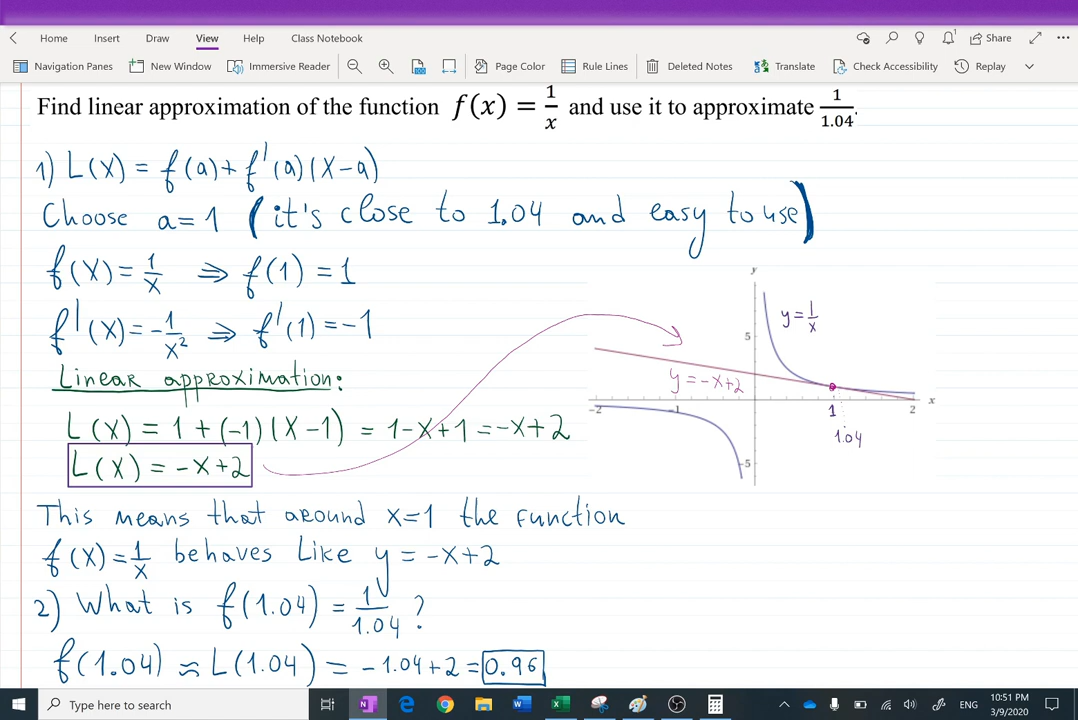 Home Insert Draw View Help Class Notebook Share
Navigation Panes New Window Immersive Reader Page Color Rule Lines Deleted Notes Translate Check Accessibility Replay
Find linear approximation of the function f(x) = 1/x and use it to approximate 1/1.04.
1) L(x) = f(a) + f'(a)(x-a)
Choose a = 1 (it's close to 1.04 and easy to use)
f(x) = 1/x ⇒ f(1) = 1
f'(x) = -1/x² ⇒ f'(1) = -1
Linear approximation:
L(x) = 1 + (-1)(x-1) = 1-x+1 = -x+2
L(x) = -x+2
y
5
y = 1/x
y = -x+2
-2 -1 1 2 x
1.04
-5
This means that around x=1 the function
f(x) = 1/x behaves like y = -x+2
2) What is f(1.04) = 1/1.04 ?
f(1.04) ≈ L(1.04) = -1.04+2 = 0.96
Type here to search
ENG
10:51 PM
3/9/2020